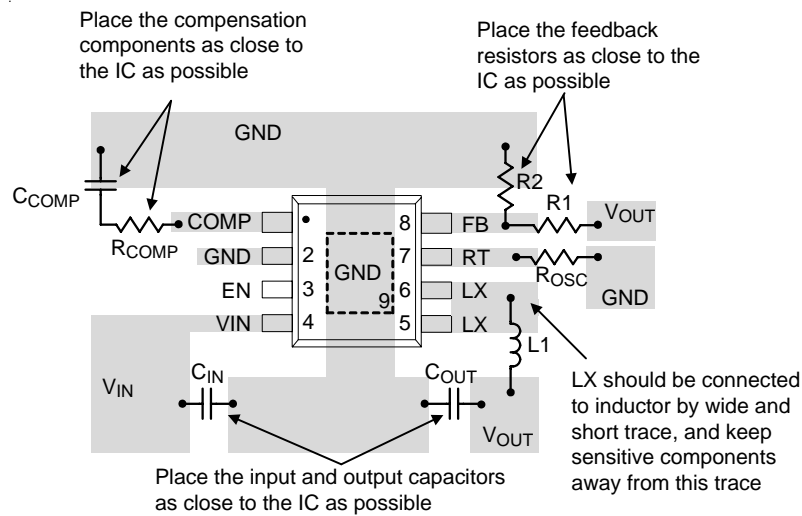 Place the compensation
components as close to
the IC as possible
Place the feedback
resistors as close to the
IC as possible
GND
CCOMP
RCOMP
R2
R1
VOUT
COMP
8
FB
GND
2
7
RT
ROSC
GND
GND
EN
3
9
6
LX
VIN
4
5
LX
L1
VIN
CIN
COUT
VOUT
LX should be connected
to inductor by wide and
short trace, and keep
sensitive components
away from this trace
Place the input and output capacitors
as close to the IC as possible